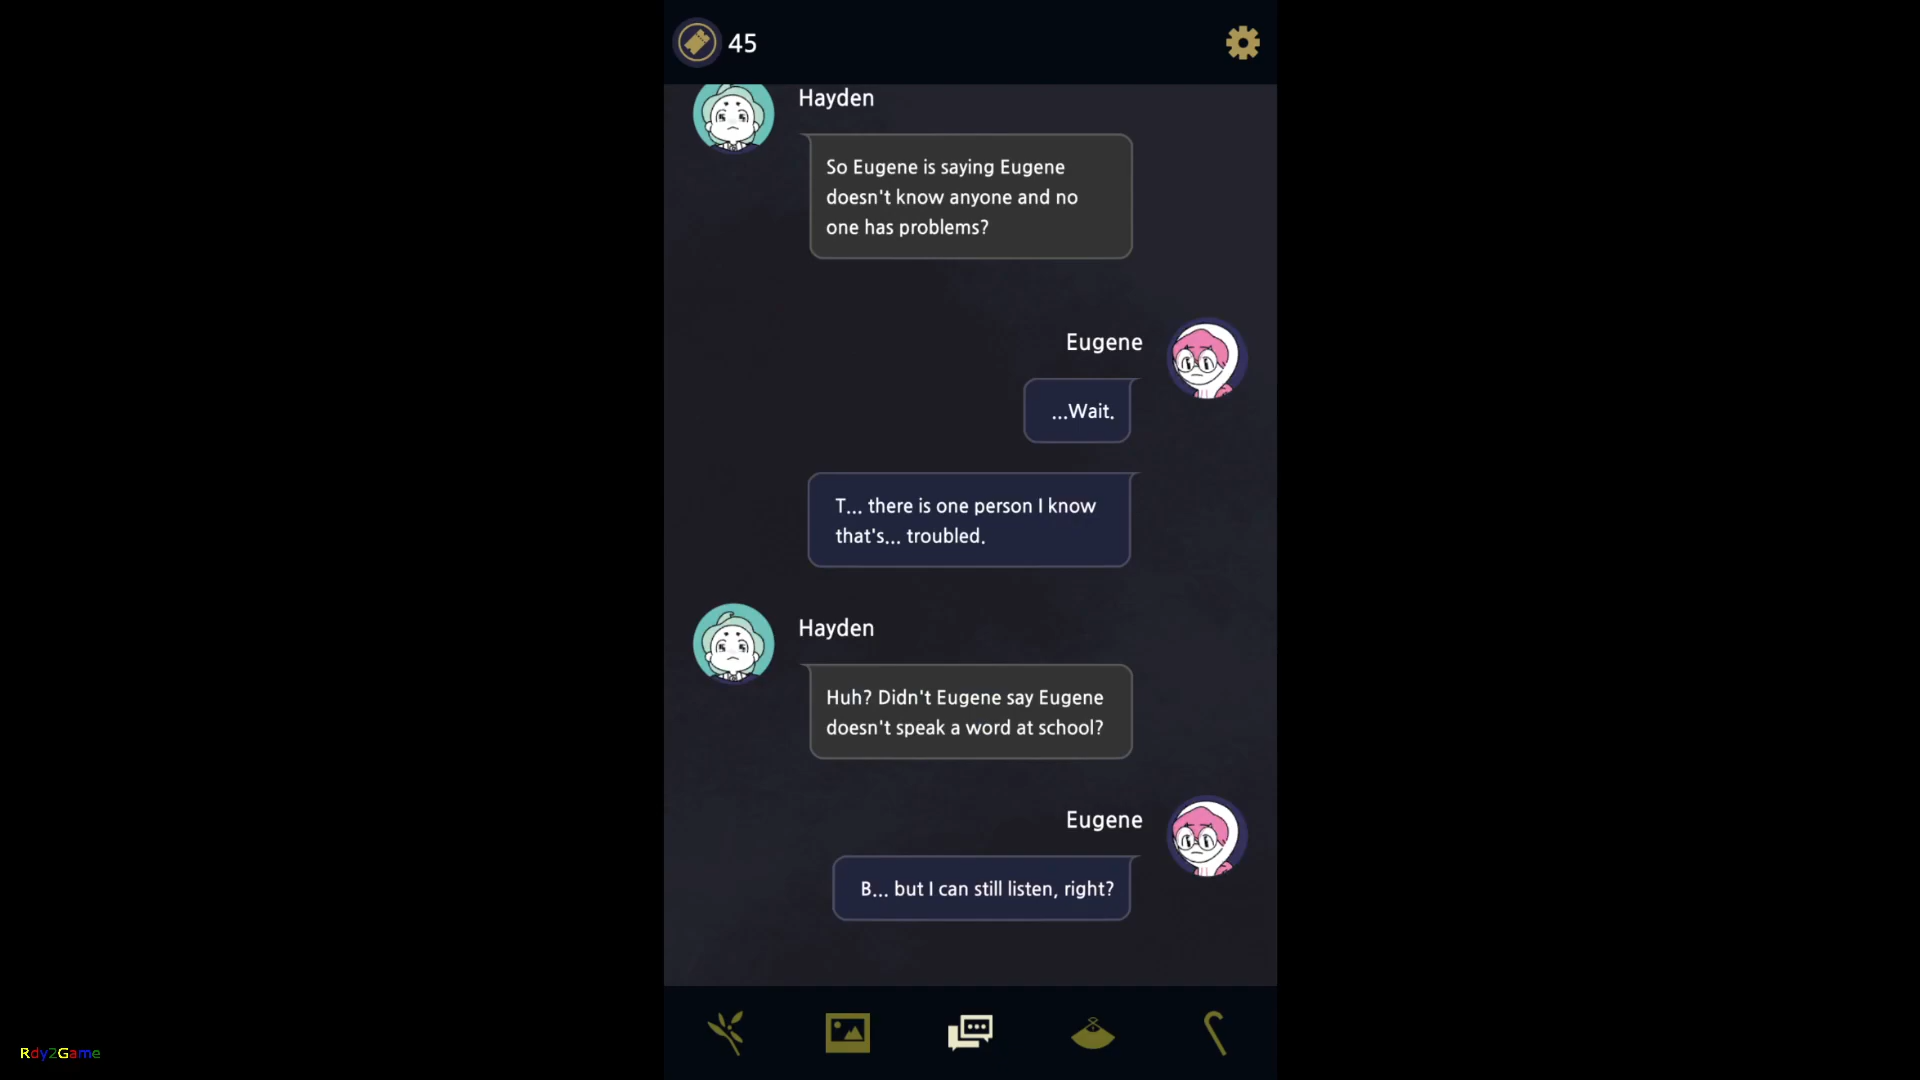 45
Hayden
So Eugene is saying Eugene
doesn't know anyone and no
one has problems?
Eugene
...Wait.
T... there is one person I know
that's... troubled.
Hayden
Huh? Didn't Eugene say Eugene
doesn't speak a word at school?
Eugene
B... but I can still listen, right?
Rdy2Game